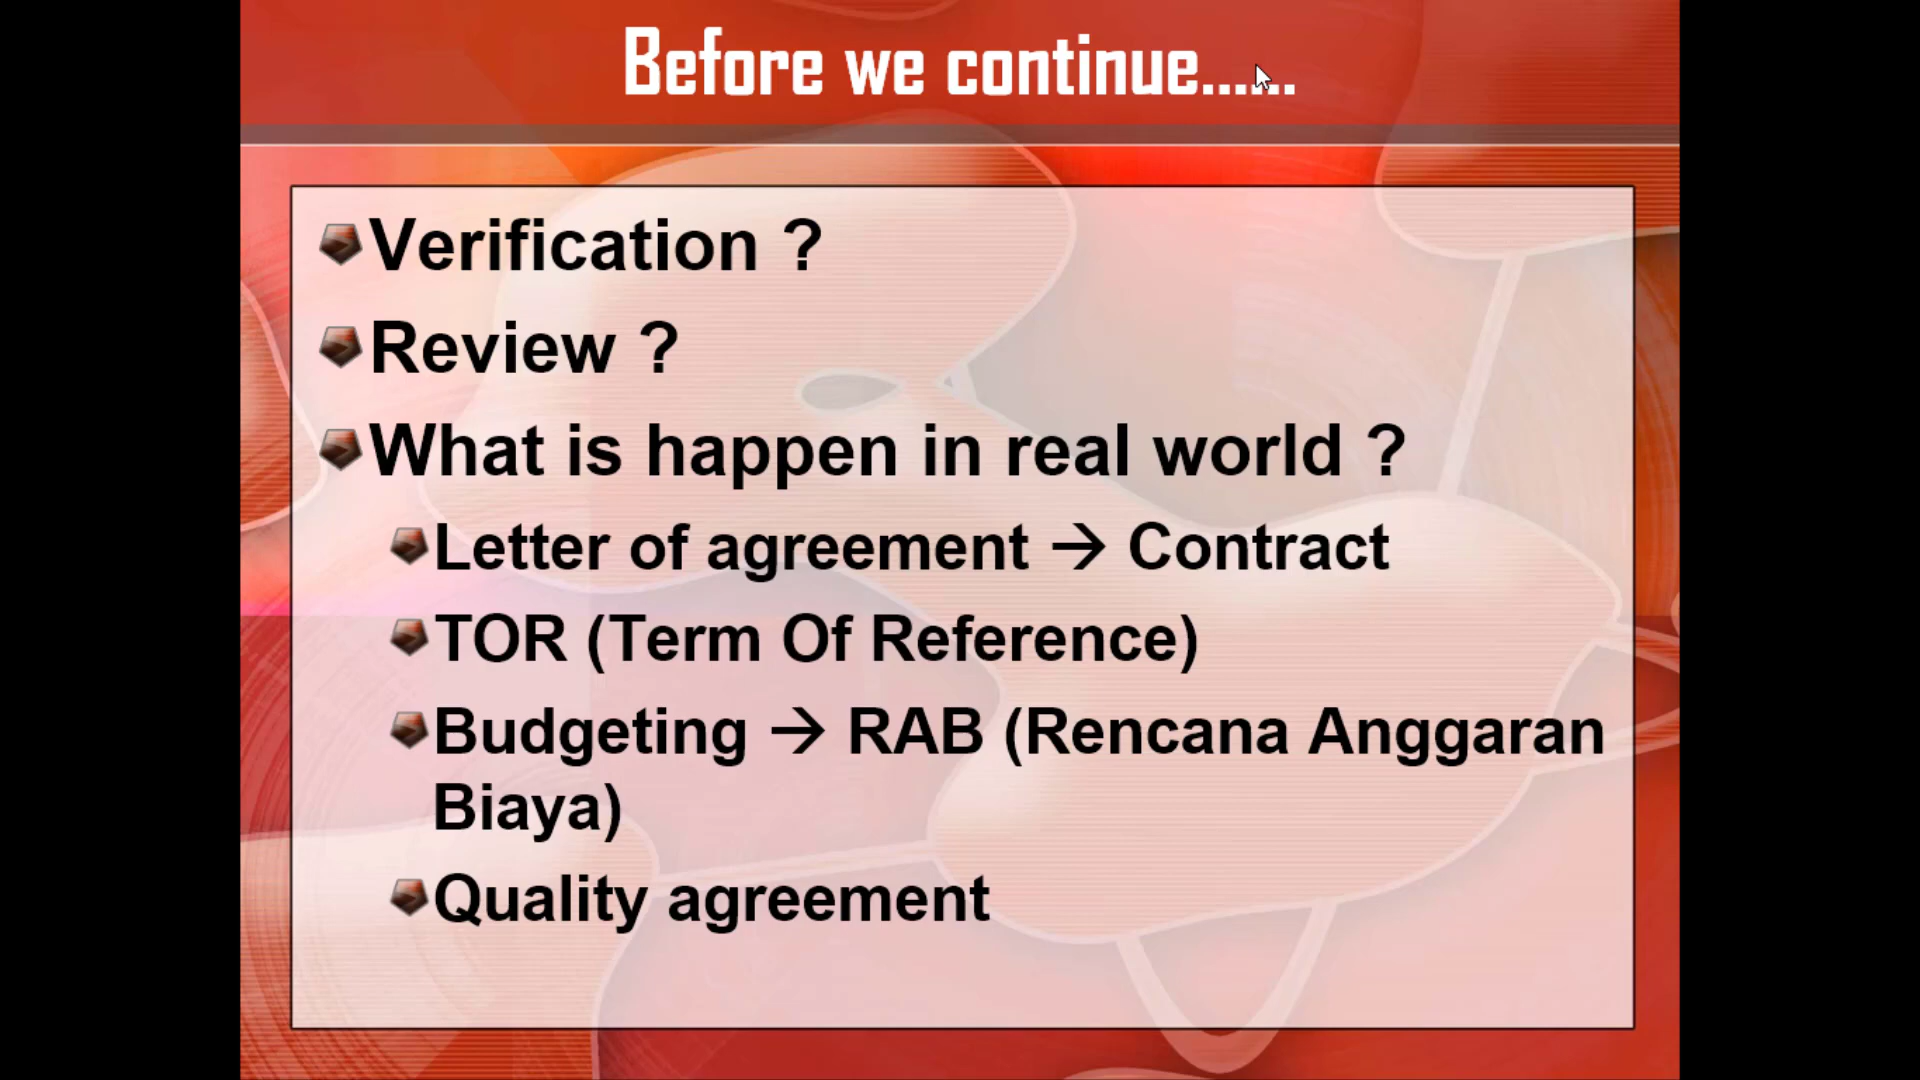 Before we continue......
Verification ?
Review ?
What is happen in real world ?
Letter of agreement → Contract
TOR (Term Of Reference)
Budgeting → RAB (Rencana Anggaran
Biaya)
Quality agreement